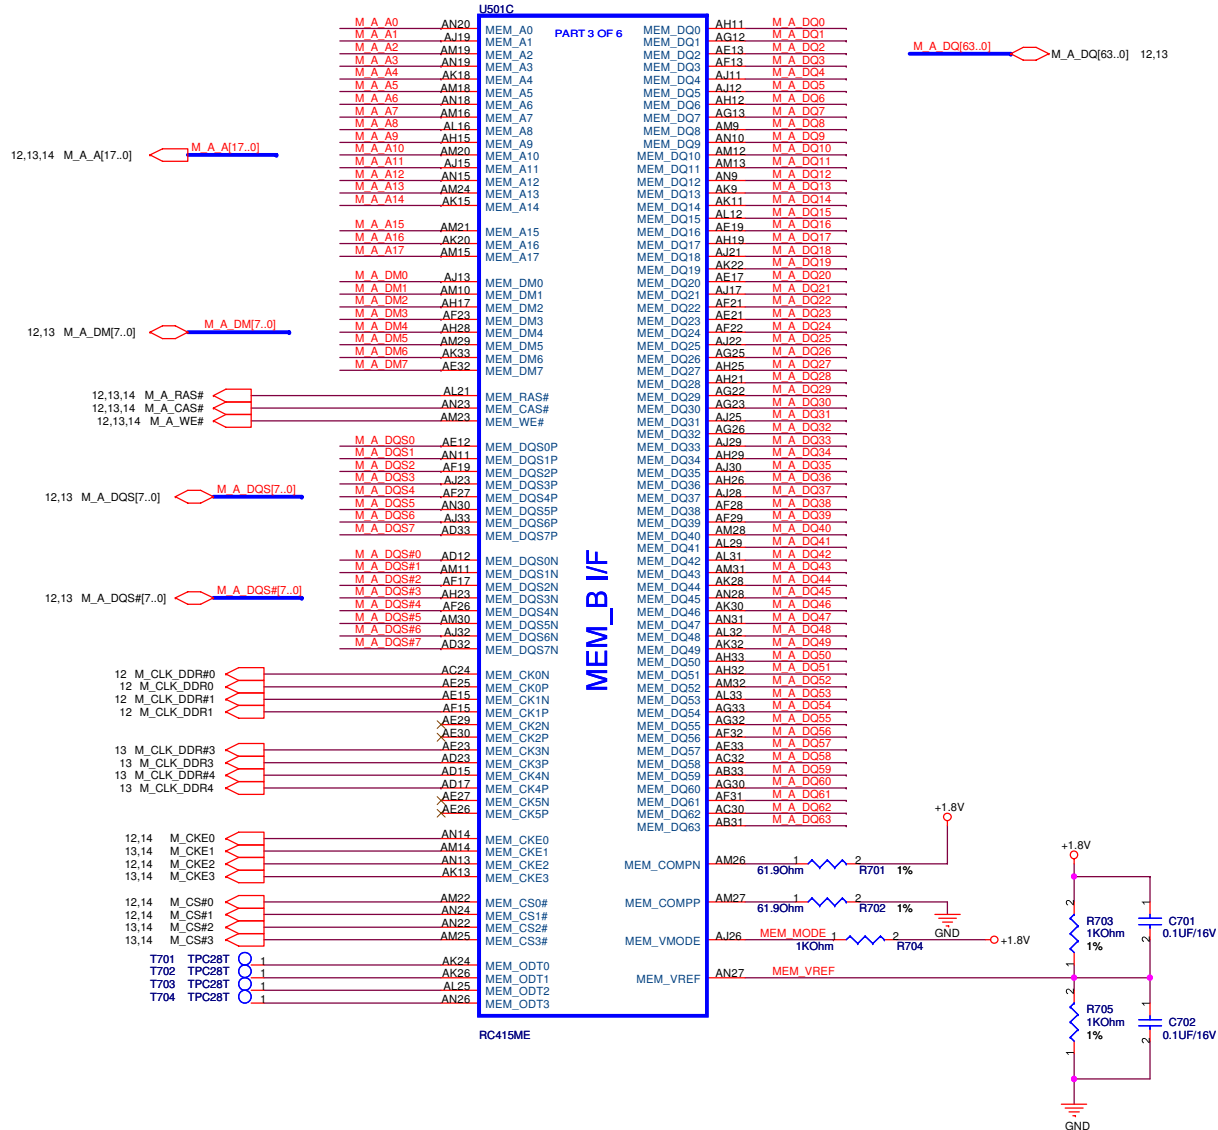 U501C
PART 3 OF 6
M_A_A0 AN20 MEM_A0
M_A_A1 AJ19 MEM_A1
M_A_A2 AM19 MEM_A2
M_A_A3 AN19 MEM_A3
M_A_A4 AK18 MEM_A4
M_A_A5 AM18 MEM_A5
M_A_A6 AN18 MEM_A6
M_A_A7 AM16 MEM_A7
M_A_A8 AL16 MEM_A8
M_A_A9 AH15 MEM_A9
M_A_A10 AM20 MEM_A10
M_A_A11 AJ15 MEM_A11
M_A_A12 AN15 MEM_A12
M_A_A13 AM24 MEM_A13
M_A_A14 AK15 MEM_A14
12,13,14 M_A_A[17..0] M_A_A[17..0]
M_A_A15 AM21 MEM_A15
M_A_A16 AK20 MEM_A16
M_A_A17 AM15 MEM_A17
M_A_DM0 AJ13 MEM_DM0
M_A_DM1 AM10 MEM_DM1
M_A_DM2 AH17 MEM_DM2
M_A_DM3 AF23 MEM_DM3
M_A_DM4 AH28 MEM_DM4
M_A_DM5 AM29 MEM_DM5
M_A_DM6 AK33 MEM_DM6
M_A_DM7 AE32 MEM_DM7
12,13 M_A_DM[7..0] M_A_DM[7..0]
12,13,14 M_A_RAS# AL21 MEM_RAS#
12,13,14 M_A_CAS# AN23 MEM_CAS#
12,13,14 M_A_WE# AM23 MEM_WE#
M_A_DQS0 AE12 MEM_DQS0P
M_A_DQS1 AN11 MEM_DQS1P
M_A_DQS2 AF19 MEM_DQS2P
M_A_DQS3 AJ23 MEM_DQS3P
M_A_DQS4 AF27 MEM_DQS4P
M_A_DQS5 AN30 MEM_DQS5P
M_A_DQS6 AJ33 MEM_DQS6P
M_A_DQS7 AD33 MEM_DQS7P
12,13 M_A_DQS[7..0] M_A_DQS[7..0]
M_A_DQS#0 AD12 MEM_DQS0N
M_A_DQS#1 AM11 MEM_DQS1N
M_A_DQS#2 AF17 MEM_DQS2N
M_A_DQS#3 AH23 MEM_DQS3N
M_A_DQS#4 AF26 MEM_DQS4N
M_A_DQS#5 AM30 MEM_DQS5N
M_A_DQS#6 AJ32 MEM_DQS6N
M_A_DQS#7 AD32 MEM_DQS7N
12,13 M_A_DQS#[7..0] M_A_DQS#[7..0]
12 M_CLK_DDR#0 AC24 MEM_CK0N
12 M_CLK_DDR0 AE25 MEM_CK0P
12 M_CLK_DDR#1 AE15 MEM_CK1N
12 M_CLK_DDR1 AF15 MEM_CK1P
AE29 MEM_CK2N
AE30 MEM_CK2P
13 M_CLK_DDR#3 AE23 MEM_CK3N
13 M_CLK_DDR3 AD23 MEM_CK3P
13 M_CLK_DDR#4 AD15 MEM_CK4N
13 M_CLK_DDR4 AD17 MEM_CK4P
AE27 MEM_CK5N
AE26 MEM_CK5P
12,14 M_CKE0 AN14 MEM_CKE0
13,14 M_CKE1 AM14 MEM_CKE1
12,14 M_CKE2 AN13 MEM_CKE2
13,14 M_CKE3 AK13 MEM_CKE3
12,14 M_CS#0 AM22 MEM_CS0#
12,14 M_CS#1 AN24 MEM_CS1#
13,14 M_CS#2 AN22 MEM_CS2#
13,14 M_CS#3 AM25 MEM_CS3#
T701 TPC28T 1 AK24 MEM_ODT0
T702 TPC28T 1 AK26 MEM_ODT1
T703 TPC28T 1 AL25 MEM_ODT2
T704 TPC28T 1 AN26 MEM_ODT3
MEM_B I/F
RC415ME
MEM_DQ0 AH11 M_A_DQ0
MEM_DQ1 AG12 M_A_DQ1
MEM_DQ2 AE13 M_A_DQ2
MEM_DQ3 AF13 M_A_DQ3
MEM_DQ4 AJ11 M_A_DQ4
MEM_DQ5 AJ12 M_A_DQ5
MEM_DQ6 AH12 M_A_DQ6
MEM_DQ7 AG13 M_A_DQ7
MEM_DQ8 AM9 M_A_DQ8
MEM_DQ9 AN10 M_A_DQ9
MEM_DQ10 AM12 M_A_DQ10
MEM_DQ11 AM13 M_A_DQ11
MEM_DQ12 AN9 M_A_DQ12
MEM_DQ13 AK9 M_A_DQ13
MEM_DQ14 AK11 M_A_DQ14
MEM_DQ15 AL12 M_A_DQ15
MEM_DQ16 AE19 M_A_DQ16
MEM_DQ17 AH19 M_A_DQ17
MEM_DQ18 AJ21 M_A_DQ18
MEM_DQ19 AK22 M_A_DQ19
MEM_DQ20 AE17 M_A_DQ20
MEM_DQ21 AJ17 M_A_DQ21
MEM_DQ22 AF21 M_A_DQ22
MEM_DQ23 AE21 M_A_DQ23
MEM_DQ24 AF22 M_A_DQ24
MEM_DQ25 AJ22 M_A_DQ25
MEM_DQ26 AG25 M_A_DQ26
MEM_DQ27 AH25 M_A_DQ27
MEM_DQ28 AH21 M_A_DQ28
MEM_DQ29 AG22 M_A_DQ29
MEM_DQ30 AG23 M_A_DQ30
MEM_DQ31 AJ25 M_A_DQ31
MEM_DQ32 AG26 M_A_DQ32
MEM_DQ33 AJ29 M_A_DQ33
MEM_DQ34 AH29 M_A_DQ34
MEM_DQ35 AJ30 M_A_DQ35
MEM_DQ36 AH26 M_A_DQ36
MEM_DQ37 AJ28 M_A_DQ37
MEM_DQ38 AF28 M_A_DQ38
MEM_DQ39 AF29 M_A_DQ39
MEM_DQ40 AM28 M_A_DQ40
MEM_DQ41 AL29 M_A_DQ41
MEM_DQ42 AL31 M_A_DQ42
MEM_DQ43 AM31 M_A_DQ43
MEM_DQ44 AK28 M_A_DQ44
MEM_DQ45 AN28 M_A_DQ45
MEM_DQ46 AK30 M_A_DQ46
MEM_DQ47 AN31 M_A_DQ47
MEM_DQ48 AL32 M_A_DQ48
MEM_DQ49 AK32 M_A_DQ49
MEM_DQ50 AH33 M_A_DQ50
MEM_DQ51 AH32 M_A_DQ51
MEM_DQ52 AM32 M_A_DQ52
MEM_DQ53 AL33 M_A_DQ53
MEM_DQ54 AG33 M_A_DQ54
MEM_DQ55 AG32 M_A_DQ55
MEM_DQ56 AF32 M_A_DQ56
MEM_DQ57 AE33 M_A_DQ57
MEM_DQ58 AC32 M_A_DQ58
MEM_DQ59 AB33 M_A_DQ59
MEM_DQ60 AG30 M_A_DQ60
MEM_DQ61 AF31 M_A_DQ61
MEM_DQ62 AC30 M_A_DQ62
MEM_DQ63 AB31 M_A_DQ63
M_A_DQ[63..0] M_A_DQ[63..0] 12,13
+1.8V
MEM_COMPN AM26 1 2
61.9Ohm R701 1%
MEM_COMPP AM27 1 2
61.9Ohm R702 1%
GND
MEM_VMODE AJ26 MEM_MODE 1 2
1KOhm R704 +1.8V
MEM_VREF AN27 MEM_VREF
+1.8V
2 1
R703 C701
1KOhm 0.1UF/16V
1%
1 2
2 1
R705 C702
1KOhm 0.1UF/16V
1%
1 2
GND